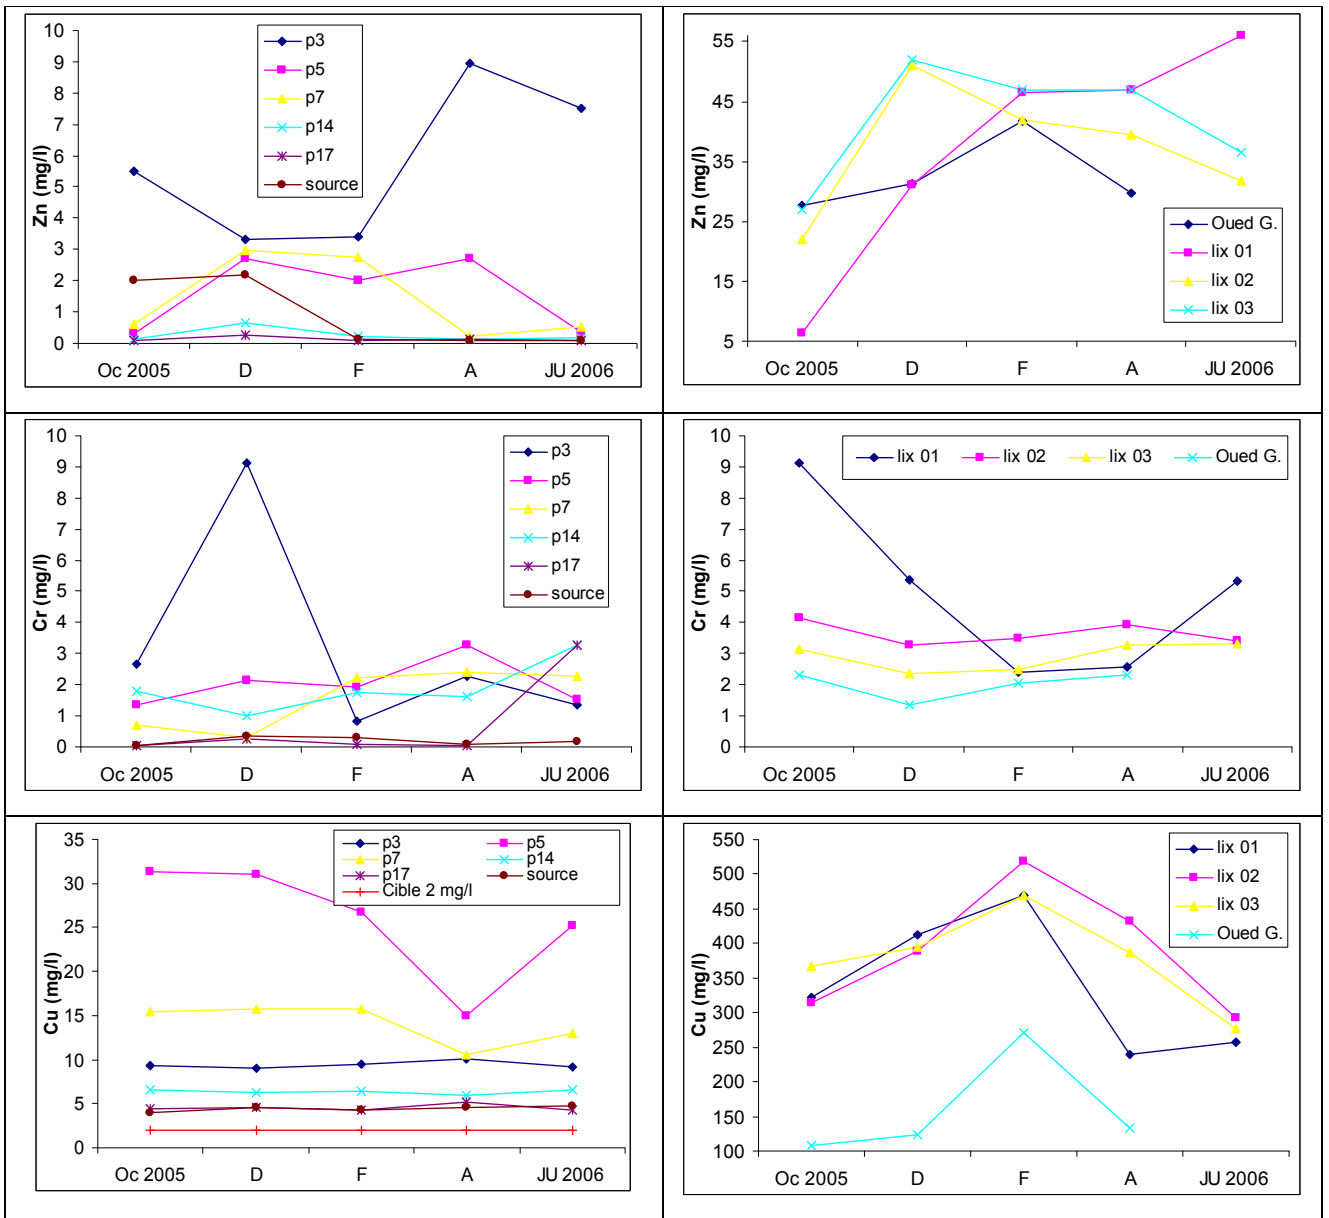 Zn (mg/l)
10
9
8
7
6
5
4
3
2
1
0
p3
p5
p7
p14
p17
source
Oc 2005 D F A JU 2006
Zn (mg/l)
55
45
35
25
15
5
Oued G.
lix 01
lix 02
lix 03
Oc 2005 D F A JU 2006
Cr (mg/l)
10
9
8
7
6
5
4
3
2
1
0
p3
p5
p7
p14
p17
source
Oc 2005 D F A JU 2006
Cr (mg/l)
10
9
8
7
6
5
4
3
2
1
0
lix 01 lix 02 lix 03 Oued G.
Oc 2005 D F A JU 2006
Cu (mg/l)
35
30
25
20
15
10
5
0
p3 p5
p7 p14
p17 source
Cible 2 mg/l
Oc 2005 D F A JU 2006
Cu (mg/l)
550
500
450
400
350
300
250
200
150
100
lix 01
lix 02
lix 03
Oued G.
Oc 2005 D F A JU 2006